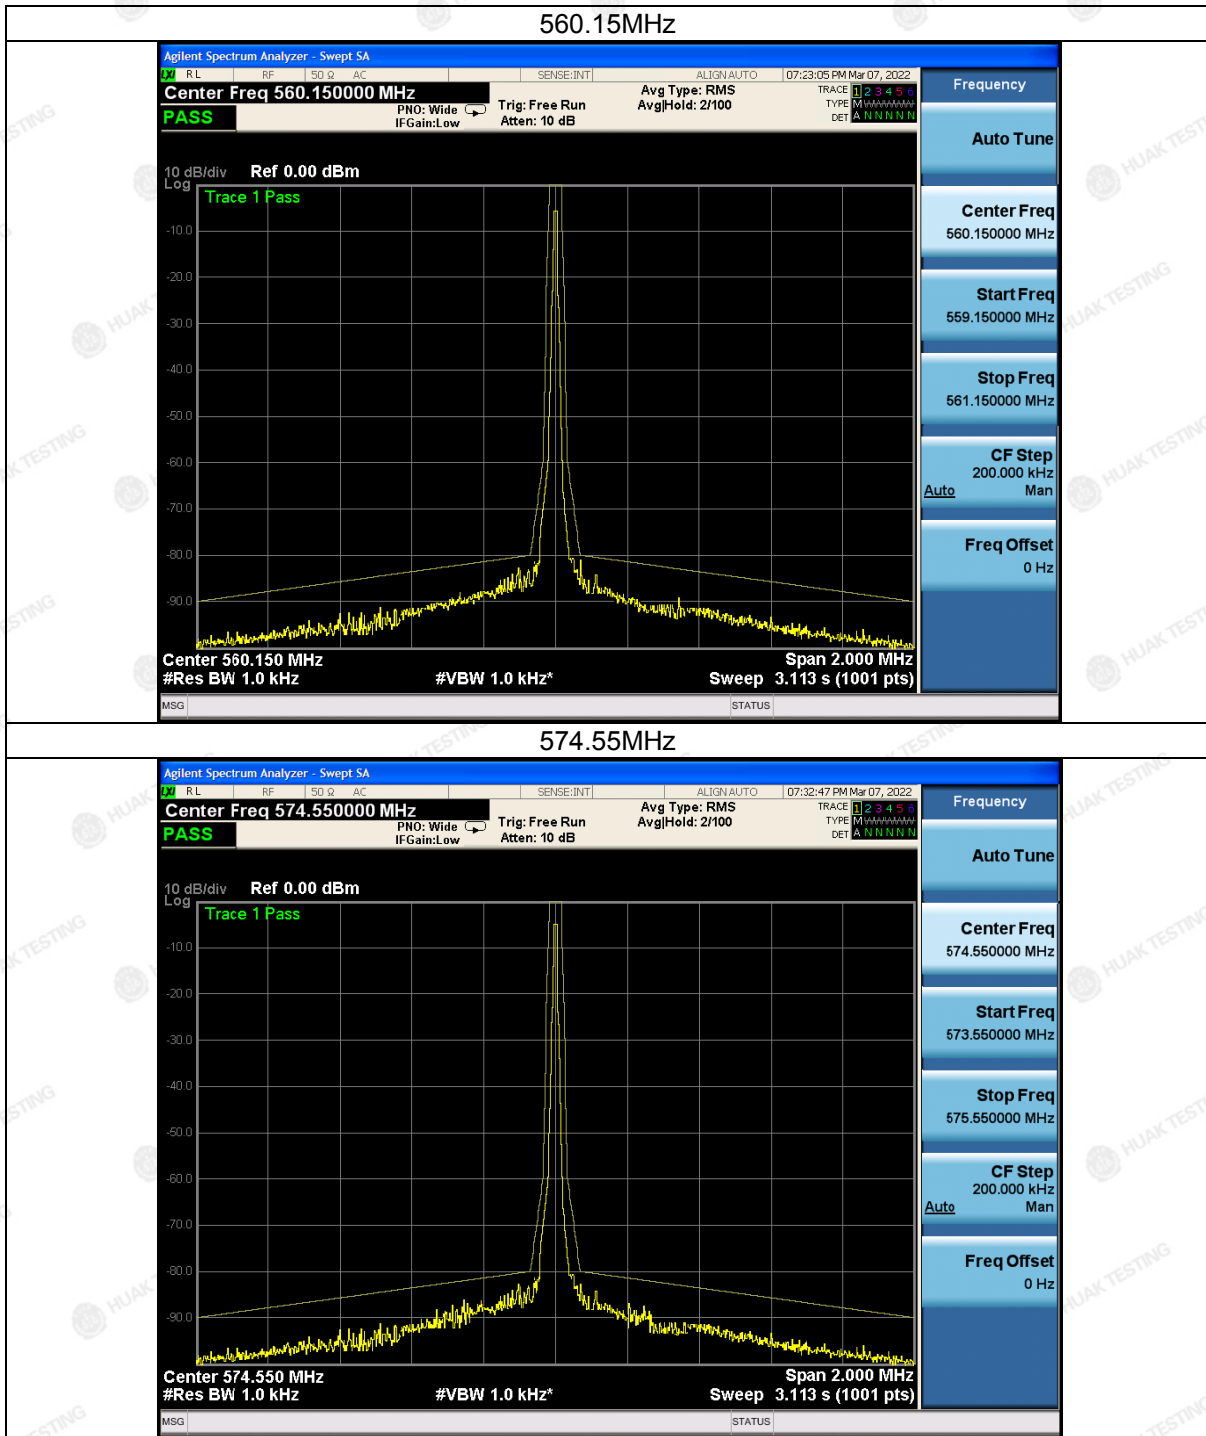 560.15MHz
Agilent Spectrum Analyzer - Swept SA
LXI RL RF 50 Ω AC SENSE:INT ALIGN AUTO 07:23:05 PM Mar 07, 2022
Center Freq 560.150000 MHz
PASS
PNO: Wide
IFGain:Low
Trig: Free Run
Atten: 10 dB
Avg Type: RMS
Avg|Hold: 2/100
TRACE 1 2 3 4 5 6
TYPE M W W W W W
DET A N N N N N
10 dB/div Ref 0.00 dBm
Log
Trace 1 Pass
-10.0
-20.0
-30.0
-40.0
-50.0
-60.0
-70.0
-80.0
-90.0
Center 560.150 MHz Span 2.000 MHz
#Res BW 1.0 kHz #VBW 1.0 kHz* Sweep 3.113 s (1001 pts)
MSG STATUS
Frequency
Auto Tune
Center Freq
560.150000 MHz
Start Freq
559.150000 MHz
Stop Freq
561.150000 MHz
CF Step
200.000 kHz
Auto Man
Freq Offset
0 Hz
574.55MHz
Agilent Spectrum Analyzer - Swept SA
LXI RL RF 50 Ω AC SENSE:INT ALIGN AUTO 07:32:47 PM Mar 07, 2022
Center Freq 574.550000 MHz
PASS
PNO: Wide
IFGain:Low
Trig: Free Run
Atten: 10 dB
Avg Type: RMS
Avg|Hold: 2/100
TRACE 1 2 3 4 5 6
TYPE M W W W W W
DET A N N N N N
10 dB/div Ref 0.00 dBm
Log
Trace 1 Pass
-10.0
-20.0
-30.0
-40.0
-50.0
-60.0
-70.0
-80.0
-90.0
Center 574.550 MHz Span 2.000 MHz
#Res BW 1.0 kHz #VBW 1.0 kHz* Sweep 3.113 s (1001 pts)
MSG STATUS
Frequency
Auto Tune
Center Freq
574.550000 MHz
Start Freq
573.550000 MHz
Stop Freq
575.550000 MHz
CF Step
200.000 kHz
Auto Man
Freq Offset
0 Hz
HUAK TESTING